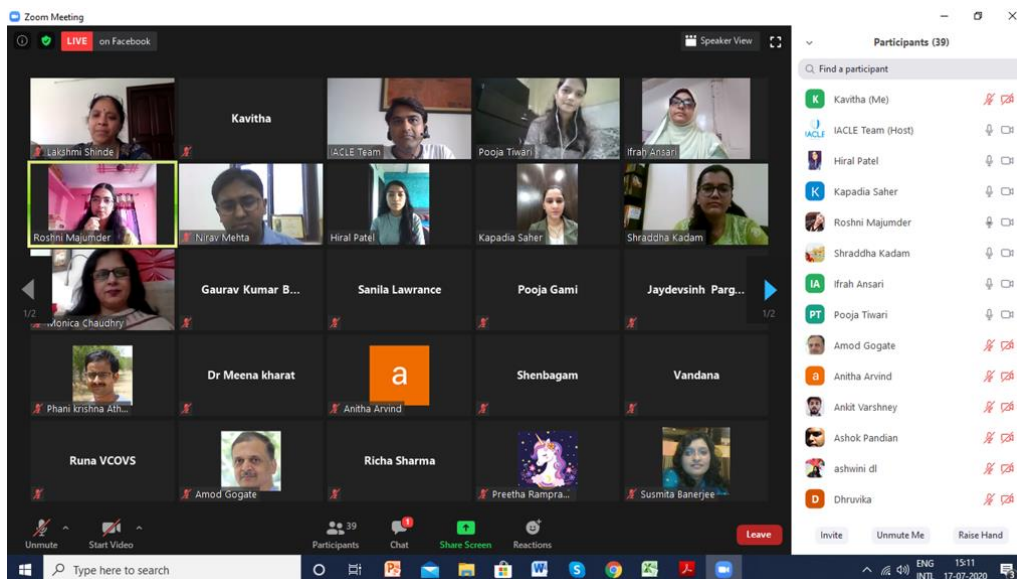 Zoom Meeting
LIVE on Facebook
Speaker View
Lakshmi Shinde
Kavitha
IACLE Team
Pooja Tiwari
Ifrah Ansari
Roshni Majumder
Nirav Mehta
Hiral Patel
Kapadia Saher
Shraddha Kadam
1/2
Monica Chaudhry
Gaurav Kumar B...
Sanila Lawrance
Pooja Gami
Jaydevsinh Parg...
1/2
Phani krishna Ath...
Dr Meena kharat
a
Anitha Arvind
Shenbagam
Vandana
Runa VCOVS
Amod Gogate
Richa Sharma
Preetha Rampra...
Susmita Banerjee
Unmute
Start Video
39
Participants
1
Chat
Share Screen
Reactions
Leave
Participants (39)
Find a participant
K Kavitha (Me)
IACLE IACLE Team (Host)
Hiral Patel
K Kapadia Saher
Roshni Majumder
Shraddha Kadam
IA Ifrah Ansari
PT Pooja Tiwari
Amod Gogate
a Anitha Arvind
Ankit Varshney
Ashok Pandian
ashwini dl
D Dhruvika
Invite Unmute Me Raise Hand
Type here to search
ENG 15:11
INTL 17-07-2020